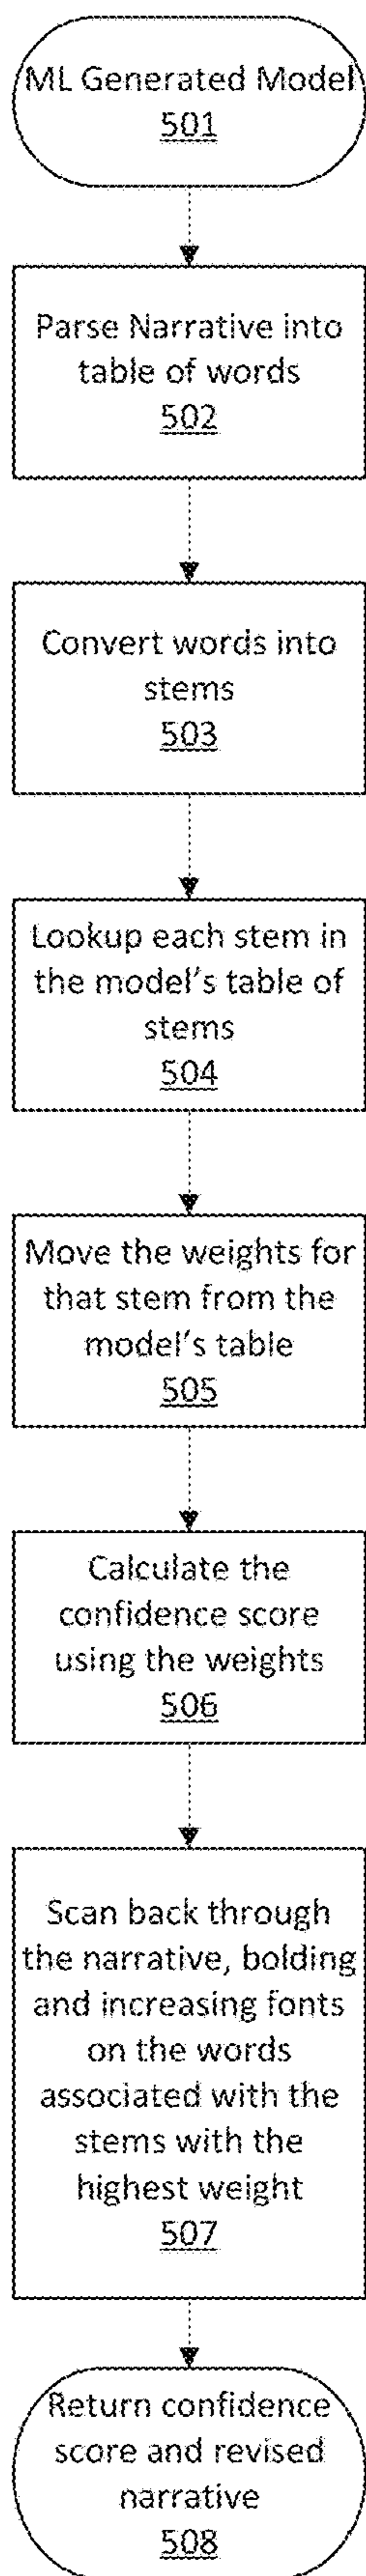 ML Generated Model
501
Parse Narrative into
table of words
502
Convert words into
stems
503
Lookup each stem in
the model's table of
stems
504
Move the weights for
that stem from the
model's table
505
Calculate the
confidence score
using the weights
506
Scan back through
the narrative, bolding
and increasing fonts
on the words
associated with the
stems with the
highest weight
507
Return confidence
score and revised
narrative
508